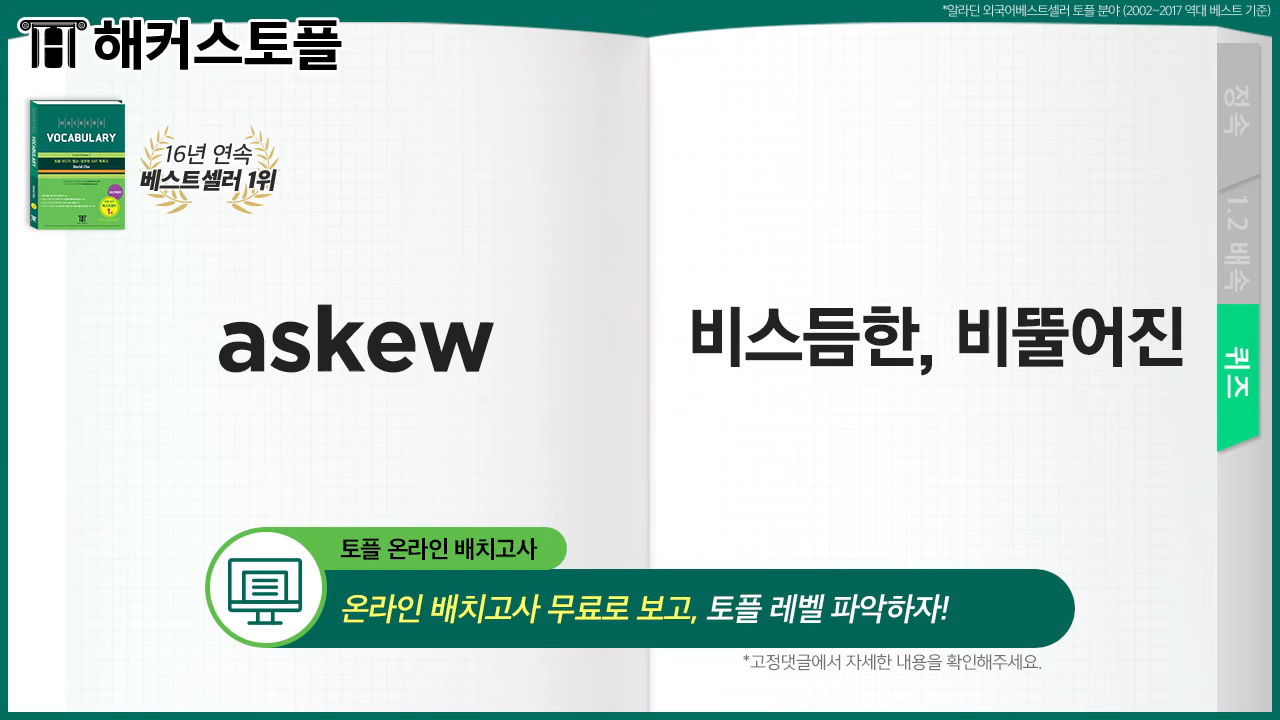 *알라딘 외국어베스트셀러 토플 분야 (2002~2017 역대 베스트 기준)
해커스토플
HACKERS
VOCABULARY
16년 연속
베스트셀러 1위
정속
1.2 배속
퀴즈
askew
비스듬한, 비뚤어진
토플 온라인 배치고사
온라인 배치고사 무료로 보고, 토플 레벨 파악하자!
*고정댓글에서 자세한 내용을 확인해주세요.